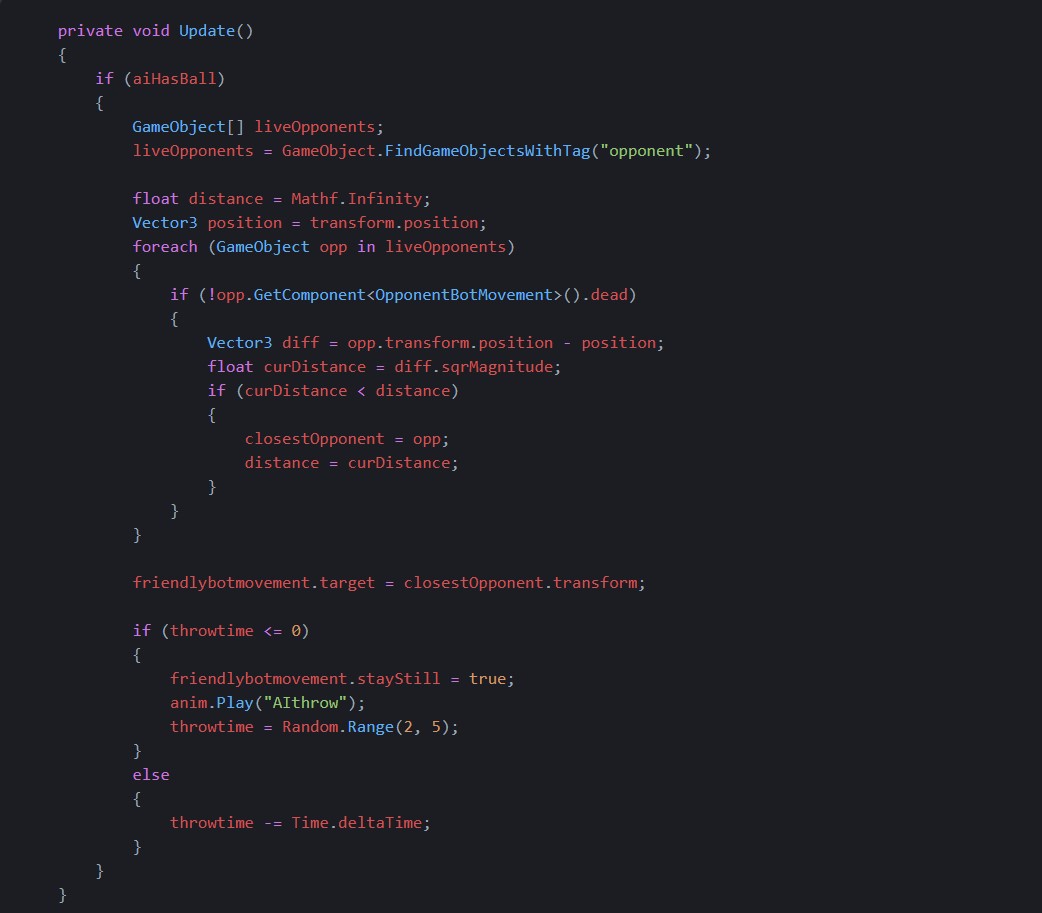 private void Update()
{
if (aiHasBall)
{
GameObject[] liveOpponents;
liveOpponents = GameObject.FindGameObjectsWithTag("opponent");
float distance = Mathf.Infinity;
Vector3 position = transform.position;
foreach (GameObject opp in liveOpponents)
{
if (!opp.GetComponent<OpponentBotMovement>().dead)
{
Vector3 diff = opp.transform.position - position;
float curDistance = diff.sqrMagnitude;
if (curDistance < distance)
{
closestOpponent = opp;
distance = curDistance;
}
}
}
friendlybotmovement.target = closestOpponent.transform;
if (throwtime <= 0)
{
friendlybotmovement.stayStill = true;
anim.Play("AIthrow");
throwtime = Random.Range(2, 5);
}
else
{
throwtime -= Time.deltaTime;
}
}
}